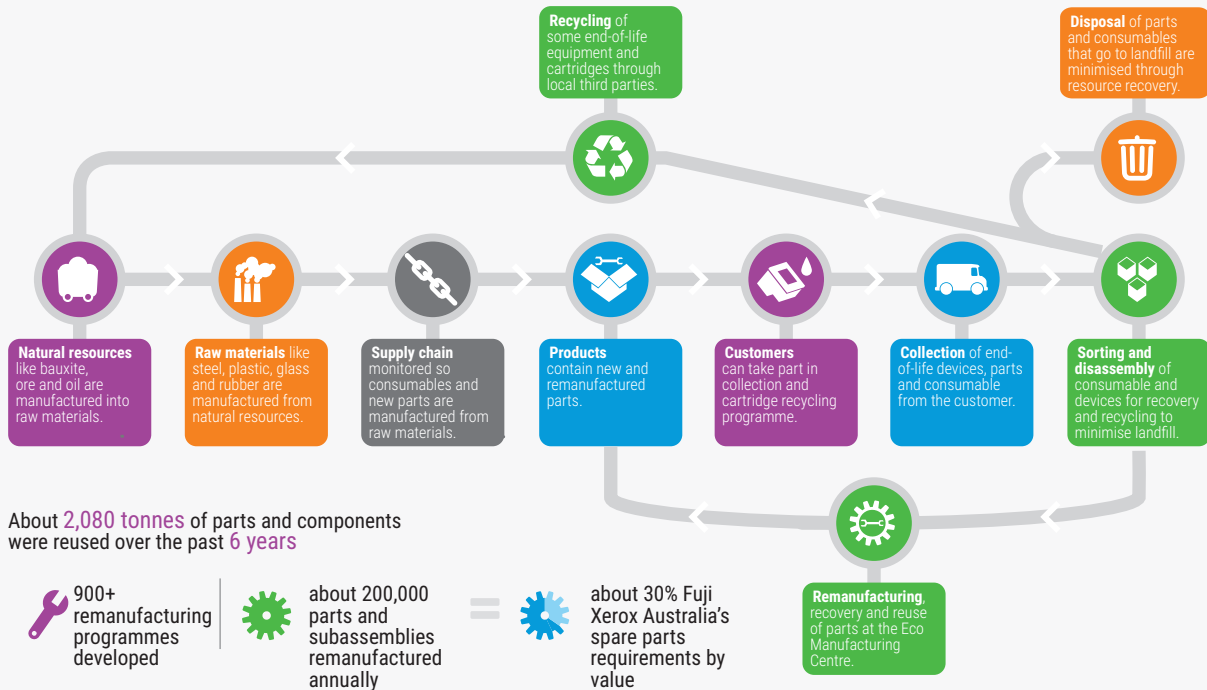 Recycling of
some end-of-life
equipment and
cartridges through
local third parties.
Disposal of parts
and consumables
that go to landfill are
minimised through
resource recovery.
Natural resources
like bauxite,
ore and oil are
manufactured into
raw materials.
Raw materials like
steel, plastic, glass
and rubber are
manufactured from
natural resources.
Supply chain
monitored so
consumables and
new parts are
manufactured from
raw materials.
Products
contain new and
remanufactured
parts.
Customers
can take part in
collection and
cartridge recycling
programme.
Collection of end-
of-life devices, parts
and consumable
from the customer.
Sorting and
disassembly of
consumable and
devices for recovery
and recycling to
minimise landfill.
Remanufacturing,
recovery and reuse
of parts at the Eco
Manufacturing
Centre.
About 2,080 tonnes of parts and components
were reused over the past 6 years
900+
remanufacturing
programmes
developed
about 200,000
parts and
subassemblies
remanufactured
annually
=
about 30% Fuji
Xerox Australia’s
spare parts
requirements by
value